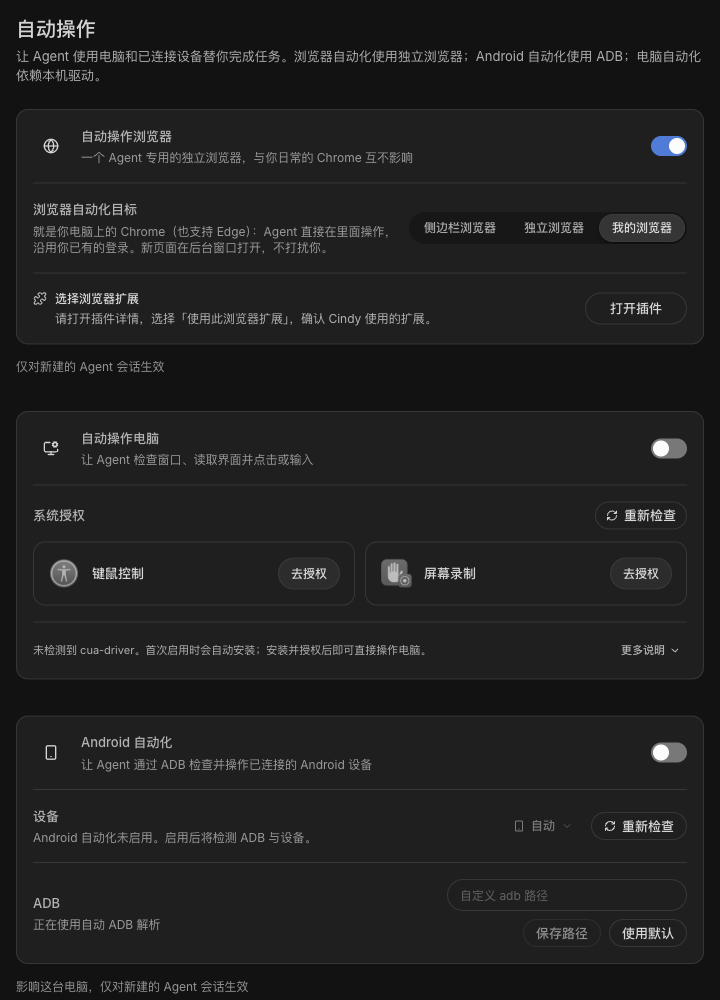 自动操作
让 Agent 使用电脑和已连接设备替你完成任务。浏览器自动化使用独立浏览器；Android 自动化使用 ADB；电脑自动化
依赖本机驱动。
自动操作浏览器
一个 Agent 专用的独立浏览器，与你日常的 Chrome 互不影响
浏览器自动化目标
就是你电脑上的 Chrome（也支持 Edge）：Agent 直接在里面操作，
沿用你已有的登录。新页面在后台窗口打开，不打扰你。
侧边栏浏览器 独立浏览器 我的浏览器
选择浏览器扩展
请打开插件详情，选择「使用此浏览器扩展」，确认 Cindy 使用的扩展。
打开插件
仅对新建的 Agent 会话生效
自动操作电脑
让 Agent 检查窗口、读取界面并点击或输入
系统授权
重新检查
键鼠控制 去授权
屏幕录制 去授权
未检测到 cua-driver。首次启用时会自动安装；安装并授权后即可直接操作电脑。
更多说明
Android 自动化
让 Agent 通过 ADB 检查并操作已连接的 Android 设备
设备
Android 自动化未启用。启用后将检测 ADB 与设备。
自动 重新检查
ADB
正在使用自动 ADB 解析
自定义 adb 路径
保存路径 使用默认
影响这台电脑，仅对新建的 Agent 会话生效